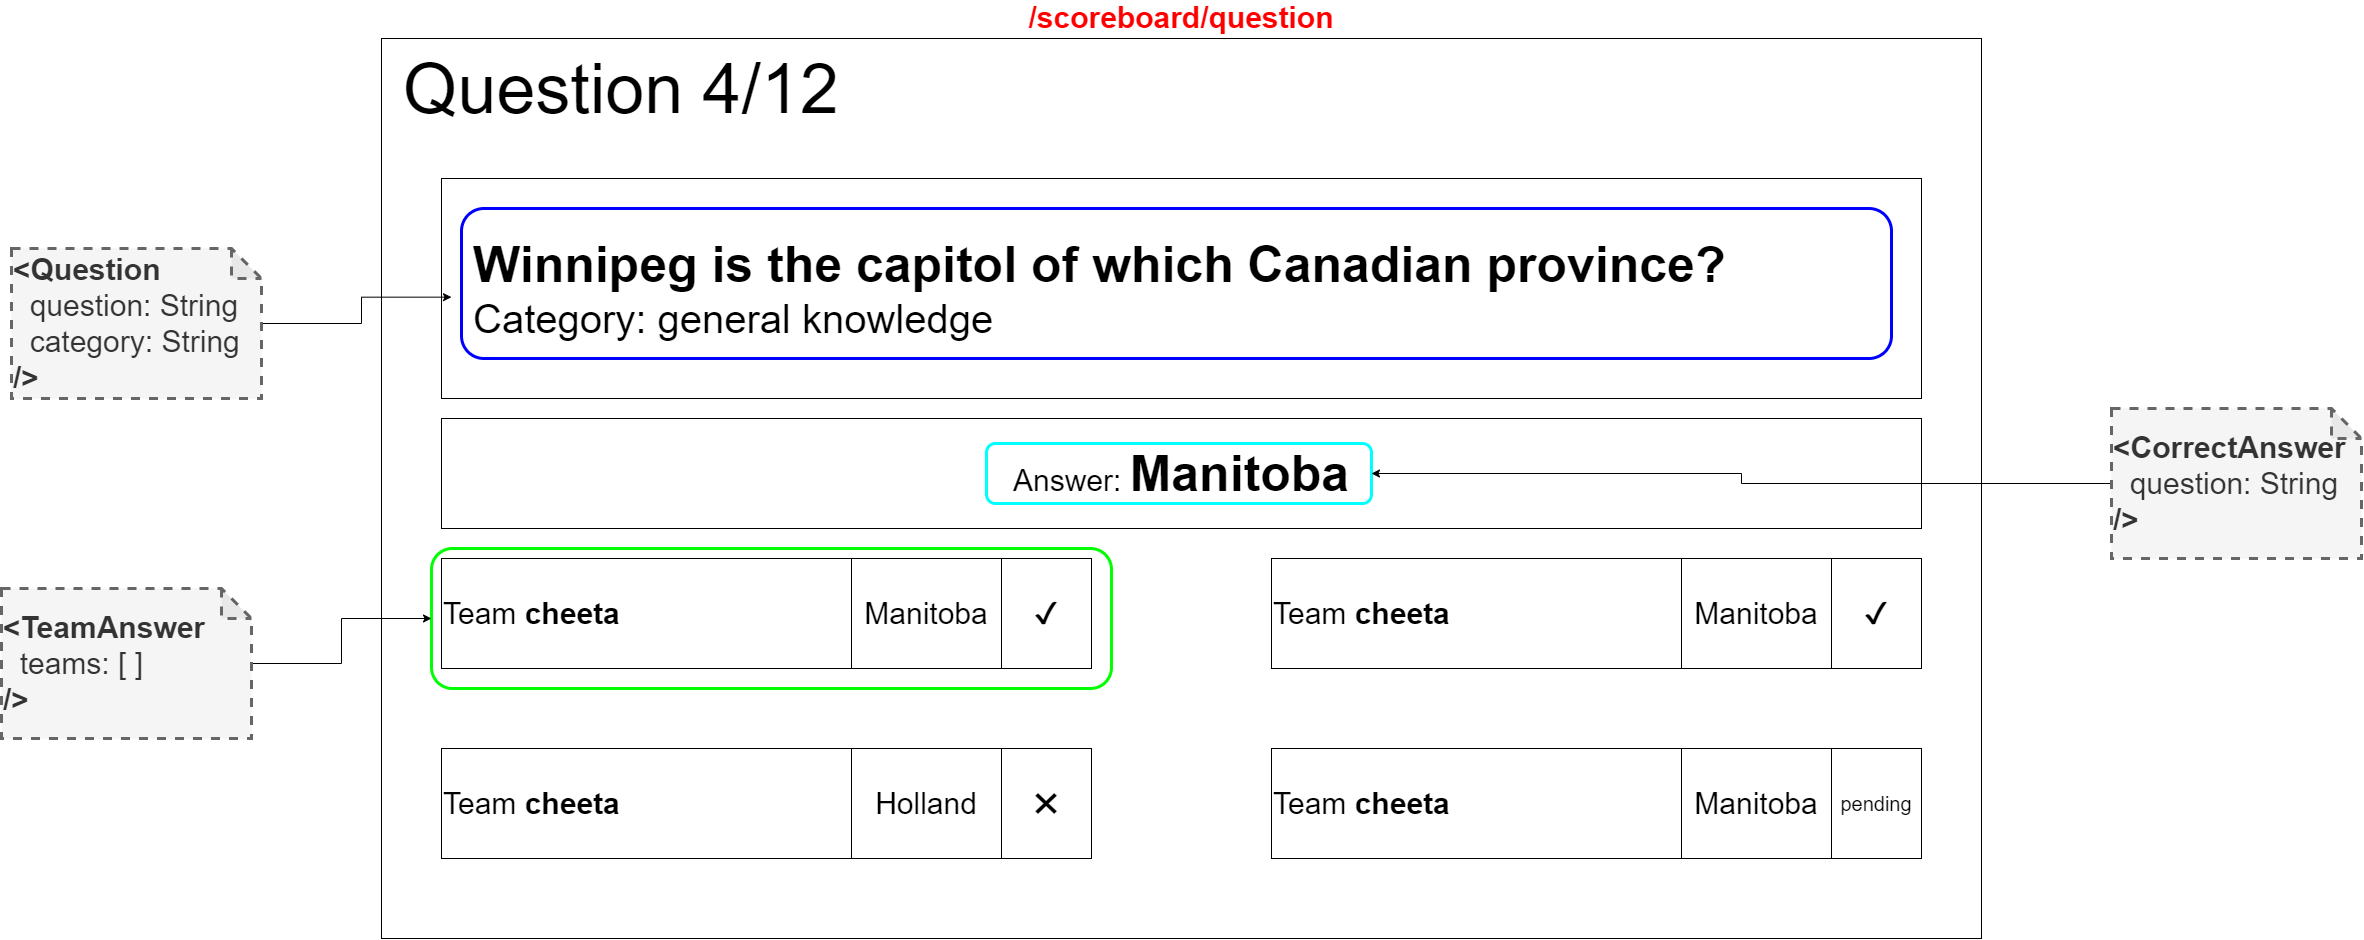 /scoreboard/question
Question 4/12
<Question
question: String
category: String
/>
Winnipeg is the capitol of which Canadian province?
Category: general knowledge
Answer: Manitoba
<CorrectAnswer
question: String
/>
<TeamAnswer
teams: [ ]
/>
Team cheeta Manitoba ✓
Team cheeta Manitoba ✓
Team cheeta Holland ✕
Team cheeta Manitoba pending